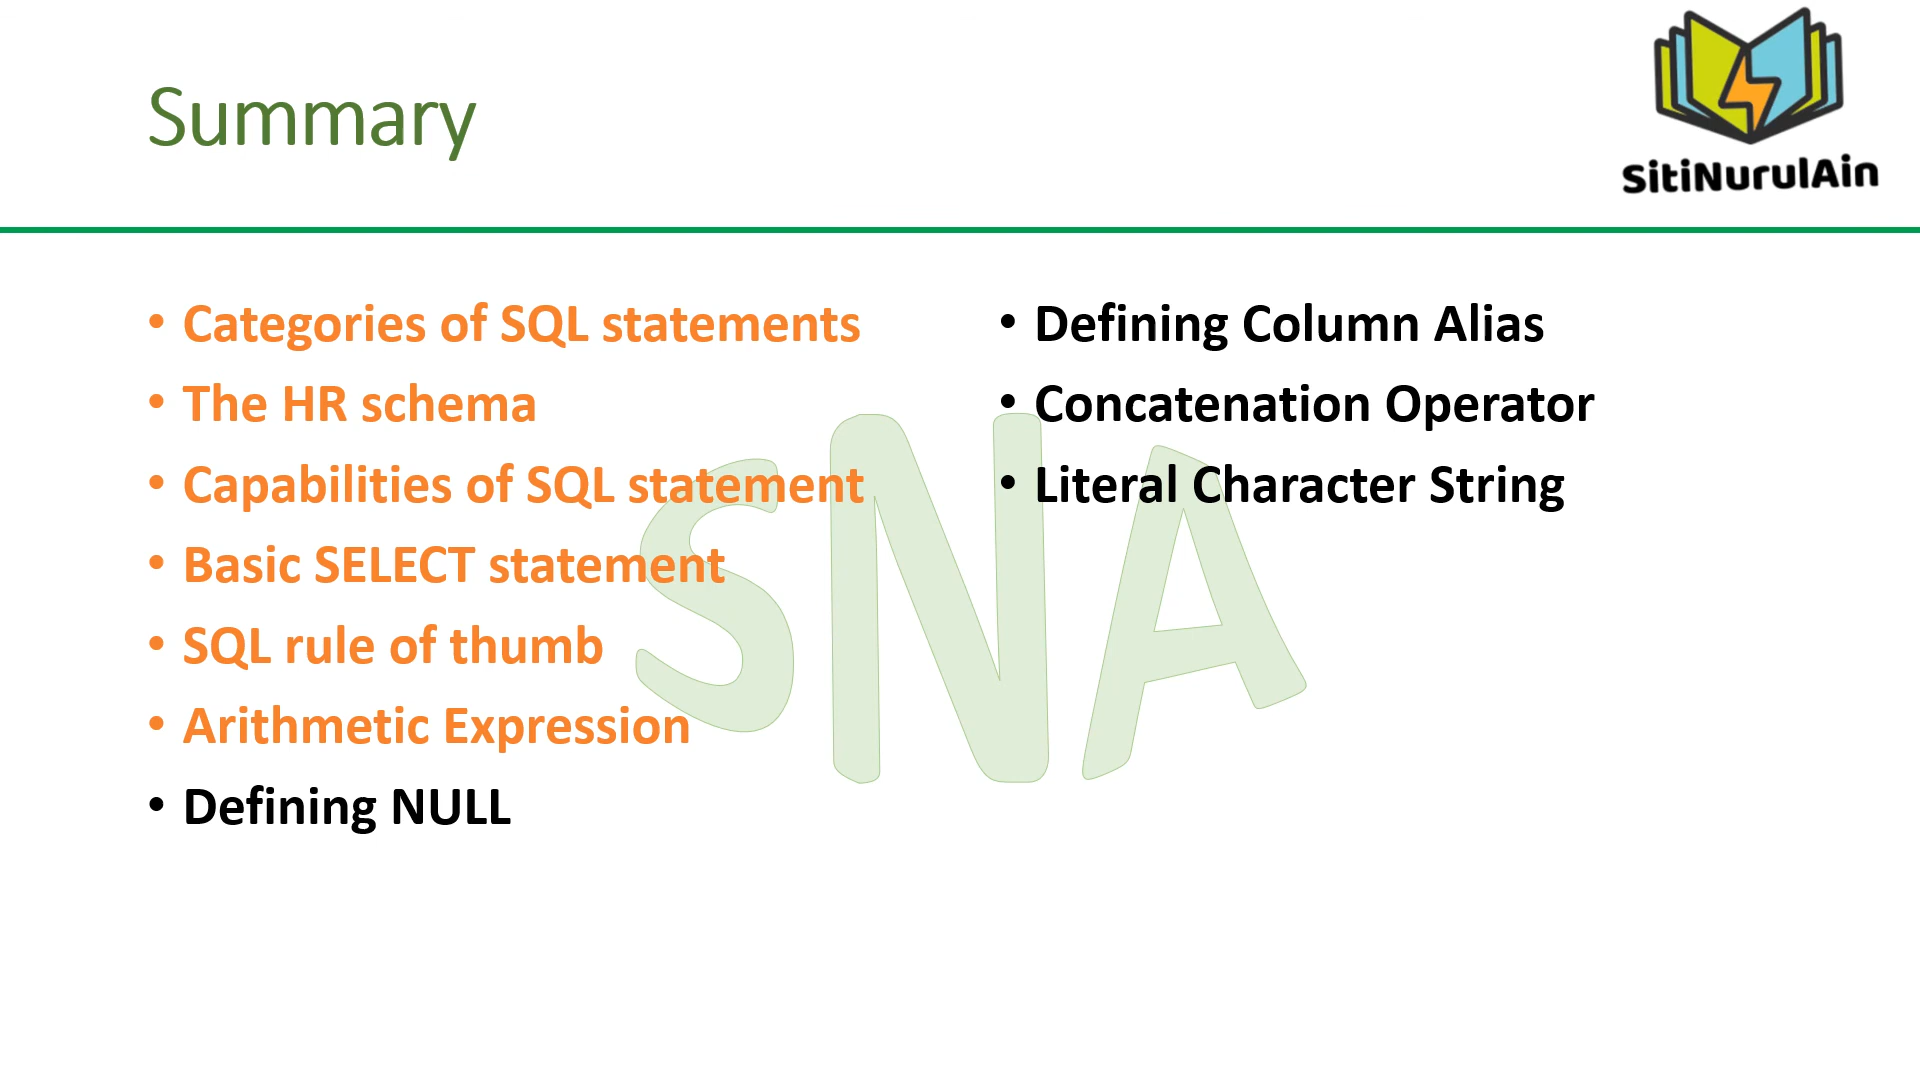 Summary
SitiNurulAin
• Categories of SQL statements
• The HR schema
• Capabilities of SQL statement
• Basic SELECT statement
• SQL rule of thumb
• Arithmetic Expression
• Defining NULL
• Defining Column Alias
• Concatenation Operator
• Literal Character String
SNA